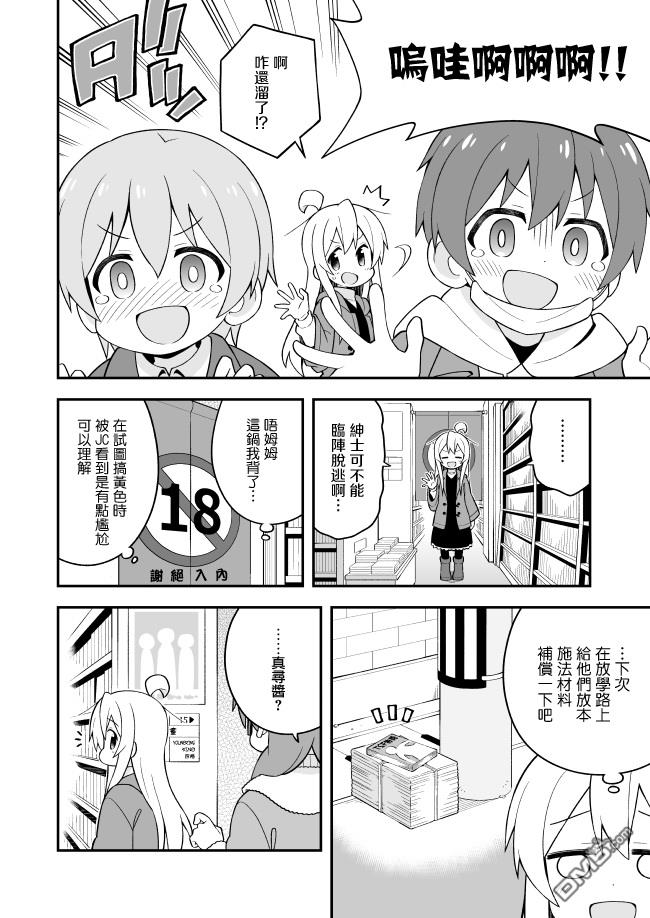 嗚哇啊啊啊!!
啊
咋還溜了!?
…………
紳士可不能
臨陣脫逃啊…
唔姆姆
這鍋我背了…
在試圖搞黃色時
被JC看到是有點尷尬
可以理解
18
謝絕入內
…下次
在放學路上
給他們放本
施法材料
補償一下吧
……真尋醬?